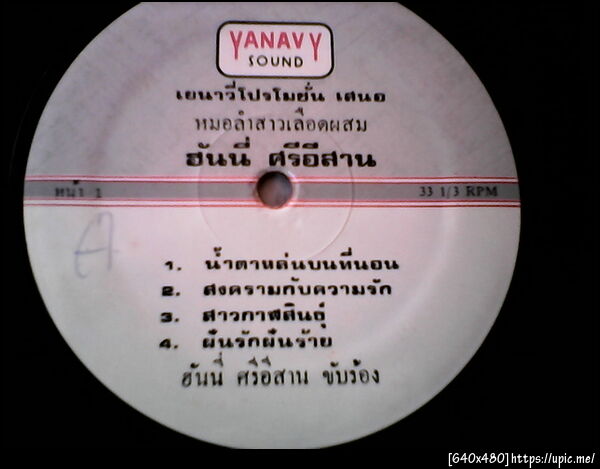 YANAVY
SOUND
เยนาวี่โปรโมชั่น เสนอ
หมอลำสาวเลือดผสม
ฮันนี่ ศรีอีสาน
หน้า 1
33 1/3 RPM
A
1. น้ำตาหล่นบนที่นอน
2. สงครามกับความรัก
3. สาวกาฬสินธุ์
4. ผันรักผันร้าย
ฮันนี่ ศรีอีสาน ขับร้อง
[640x480]https://upic.me/